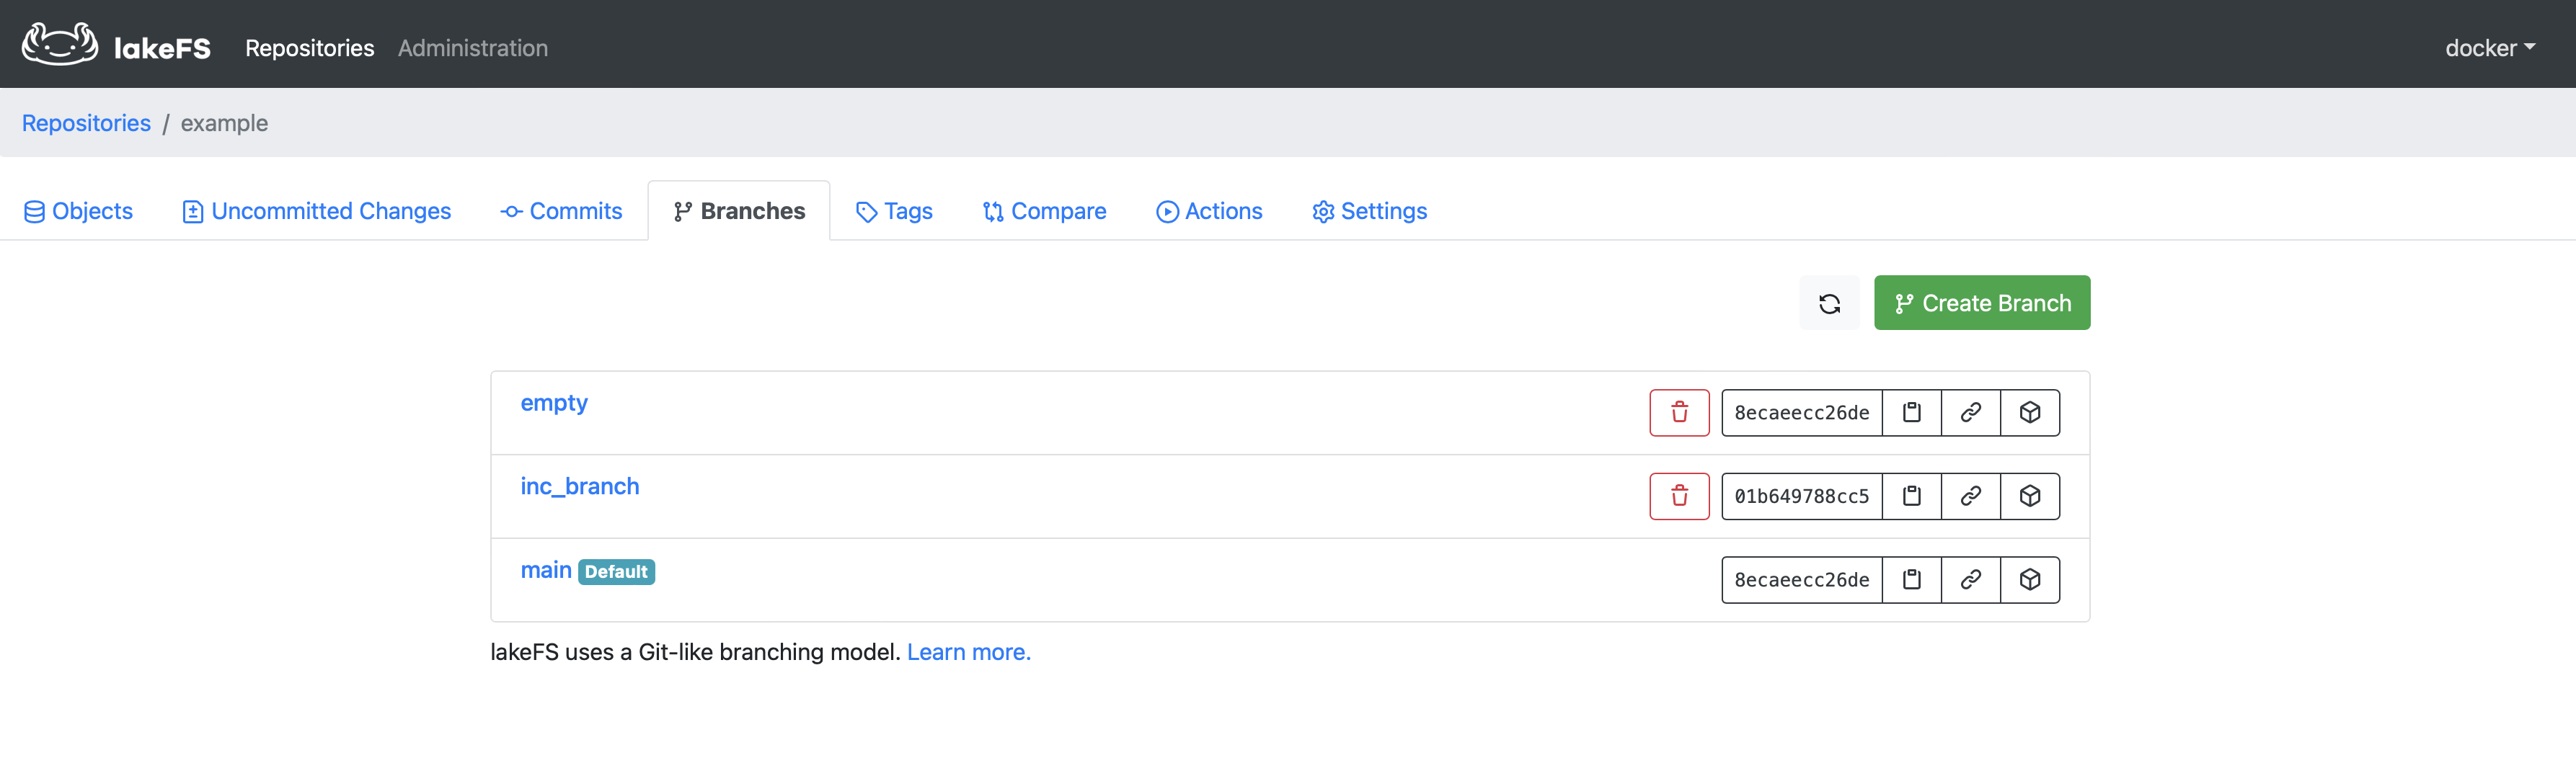 lakeFS Repositories Administration docker
Repositories / example
Objects Uncommitted Changes Commits Branches Tags Compare Actions Settings
Create Branch
empty 8ecaeecc26de
inc_branch 01b649788cc5
main Default 8ecaeecc26de
lakeFS uses a Git-like branching model. Learn more.